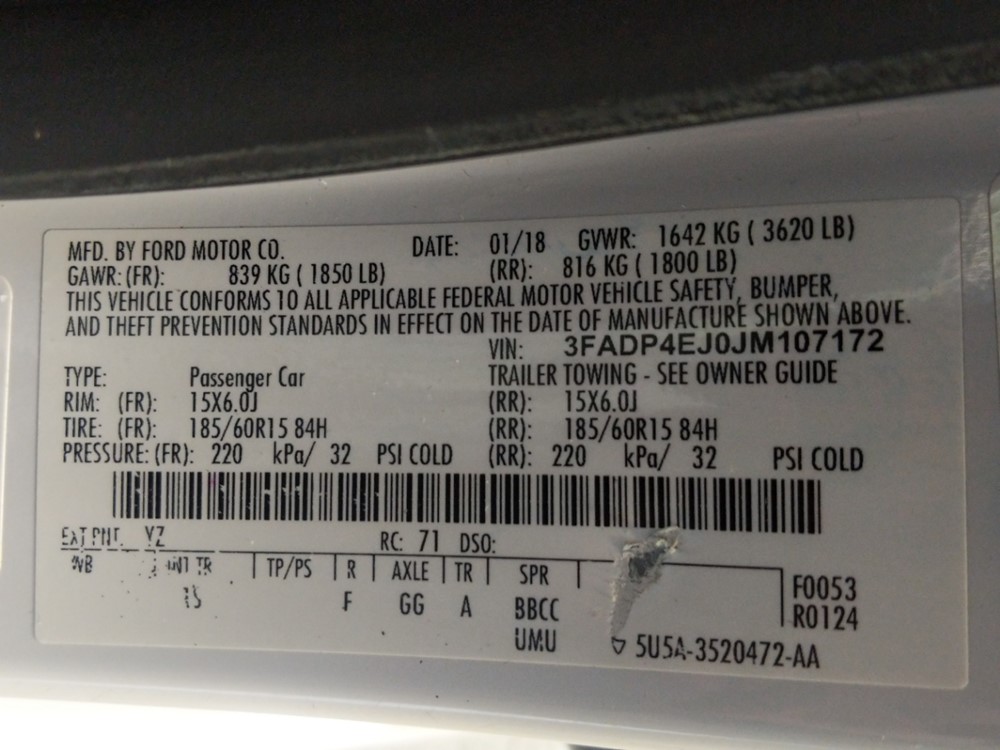 MFD. BY FORD MOTOR CO. DATE: 01/18 GVWR: 1642 KG ( 3620 LB)
GAWR: (FR): 839 KG ( 1850 LB) (RR): 816 KG ( 1800 LB)
THIS VEHICLE CONFORMS TO ALL APPLICABLE FEDERAL MOTOR VEHICLE SAFETY, BUMPER,
AND THEFT PREVENTION STANDARDS IN EFFECT ON THE DATE OF MANUFACTURE SHOWN ABOVE.
VIN: 3FADP4EJ0JM107172
TYPE: Passenger Car TRAILER TOWING - SEE OWNER GUIDE
RIM: (FR): 15X6.0J (RR): 15X6.0J
TIRE: (FR): 185/60R15 84H (RR): 185/60R15 84H
PRESSURE: (FR): 220 kPa/ 32 PSI COLD (RR): 220 kPa/ 32 PSI COLD
EXT PNT YZ RC: 71 DSO:
WB INT TR TP/PS R AXLE TR SPR F0053
F GG A BBCC R0124
UMU 5U5A-3520472-AA